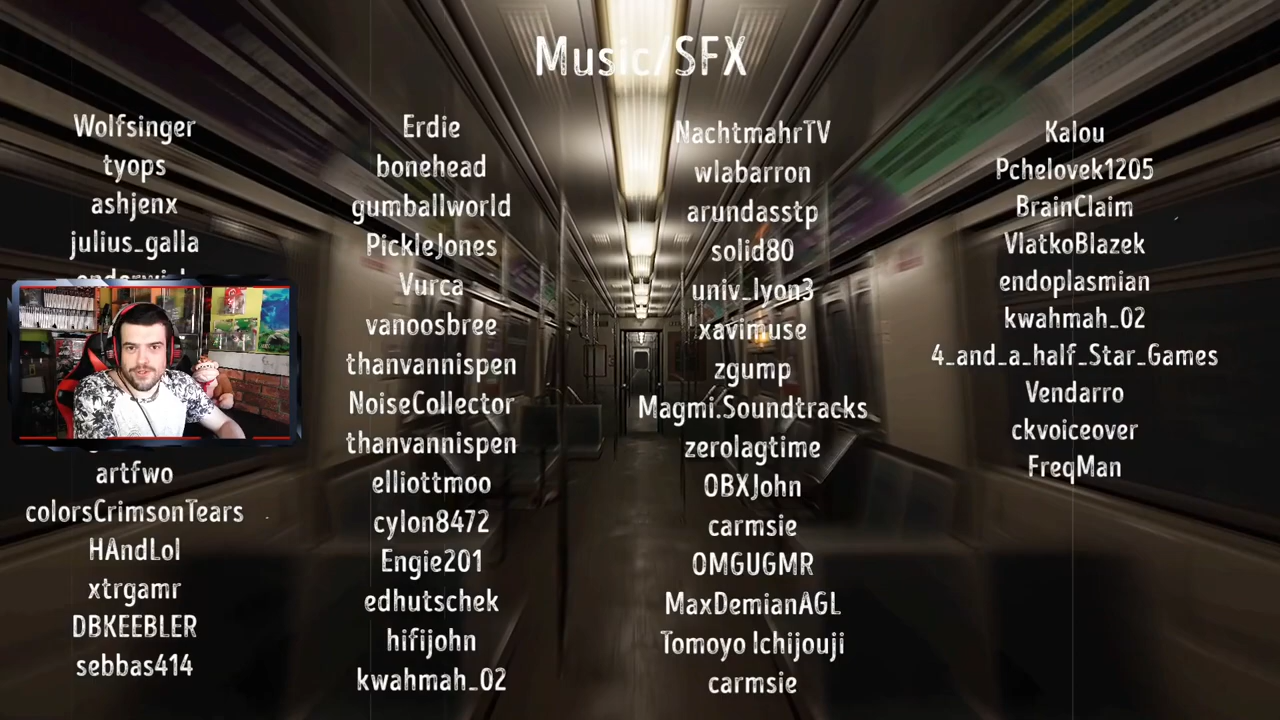 Music/SFX
Wolfsinger
tyops
ashjenx
julius_galla
artfwo
colorsCrimsonTears
HAndLol
xtrgamr
DBKEEBLER
sebbas414
Erdie
bonehead
gumballworld
PickleJones
Vurca
vanoosbree
thanvannispen
NoiseCollector
thanvannispen
elliottmoo
cylon8472
Engie201
edhutschek
hifijohn
kwahmah_02
NachtmahrTV
wlabarron
arundasstp
solid80
univ_lyon3
xavimuse
zgump
Magmi.Soundtracks
zerolagtime
OBXJohn
carmsie
OMGUGMR
MaxDemianAGL
Tomoyo Ichijouji
carmsie
Kalou
Pchelovek1205
BrainClaim
VlatkoBlazek
endoplasmian
kwahmah_02
4_and_a_half_Star_Games
Vendarro
ckvoiceover
FreqMan